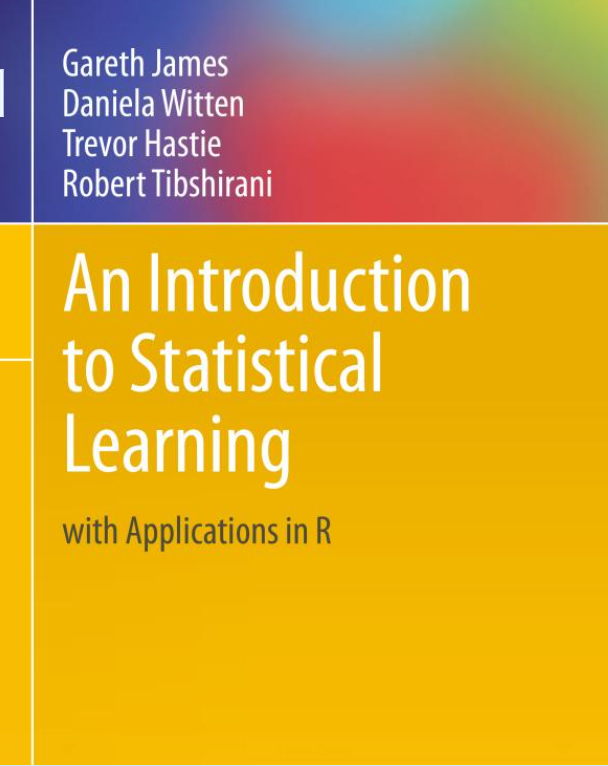 Gareth James
Daniela Witten
Trevor Hastie
Robert Tibshirani
An Introduction
to Statistical
Learning
with Applications in R